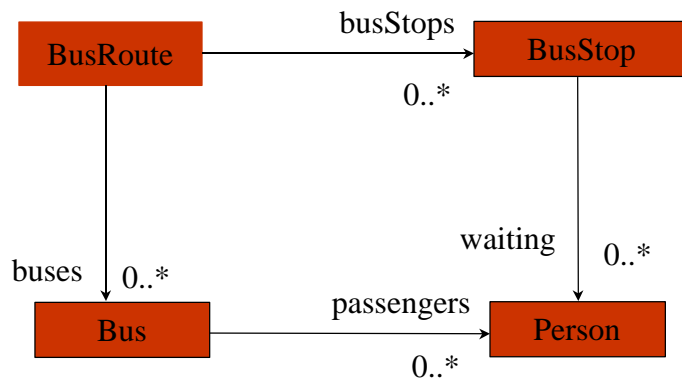 busStops
BusRoute
BusStop
0..*
waiting
0..*
buses
0..*
passengers
Bus
Person
0..*